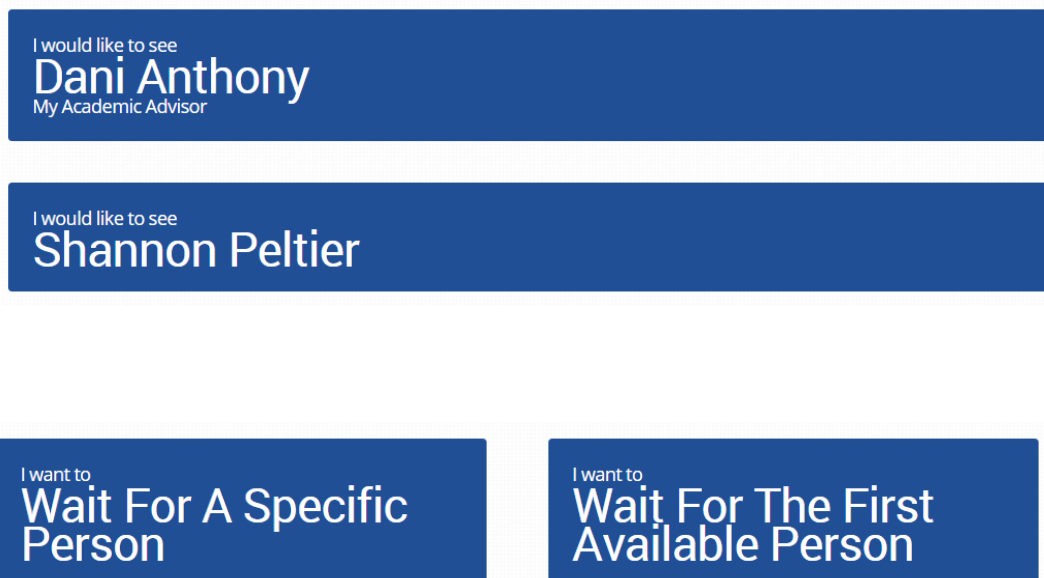 I would like to see
Dani Anthony
My Academic Advisor
I would like to see
Shannon Peltier
I want to
Wait For A Specific
Person
I want to
Wait For The First
Available Person